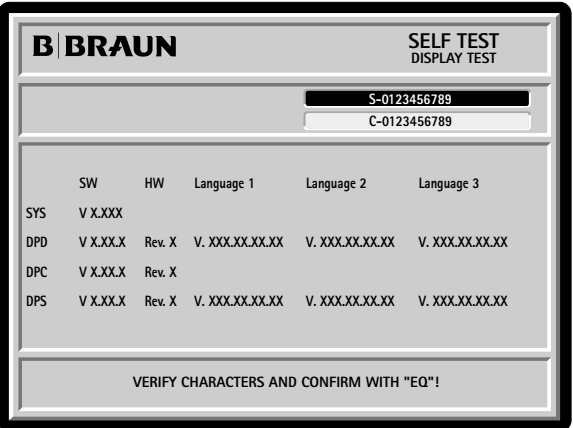 B BRAUN
SELF TEST
DISPLAY TEST
S-0123456789
C-0123456789
SW HW Language 1 Language 2 Language 3
SYS V X.XXX
DPD V X.XX.X Rev. X V. XXX.XX.XX.XX V. XXX.XX.XX.XX V. XXX.XX.XX.XX
DPC V X.XX.X Rev. X
DPS V X.XX.X Rev. X V. XXX.XX.XX.XX V. XXX.XX.XX.XX V. XXX.XX.XX.XX
VERIFY CHARACTERS AND CONFIRM WITH "EQ"!